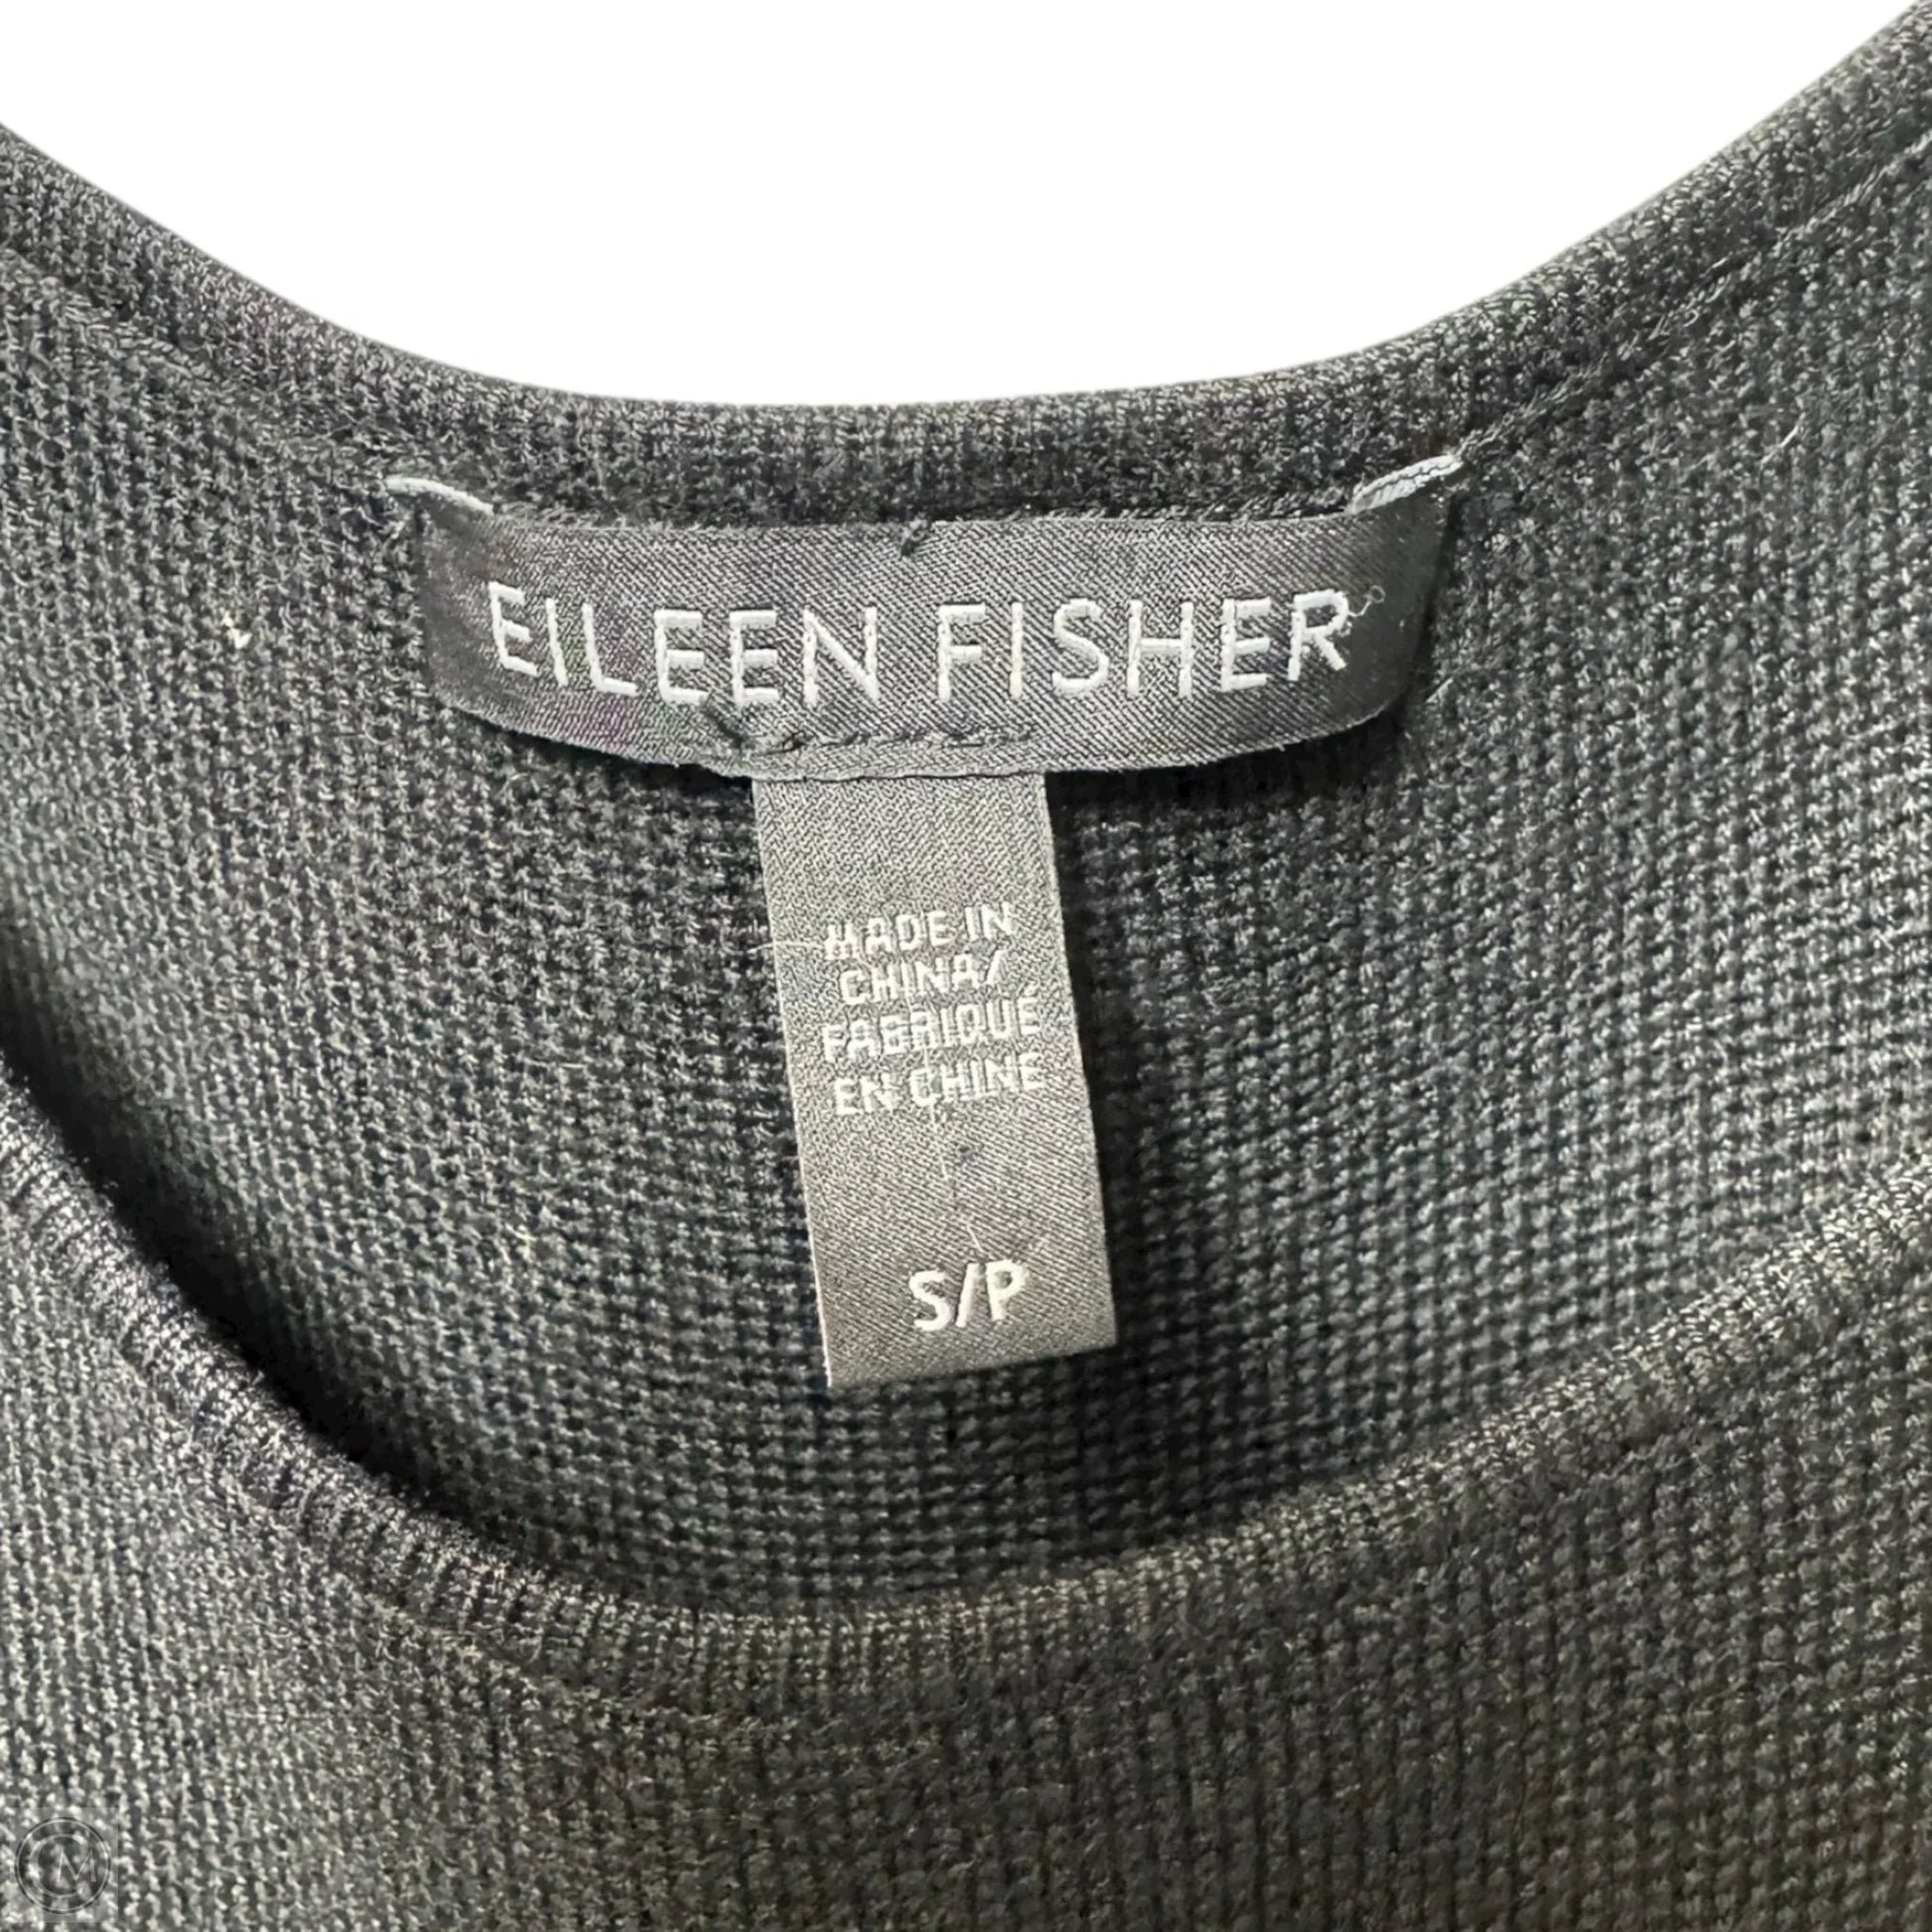 EILEEN FISHER
MADE IN
CHINA/
FABRIQUÉ
EN CHINE
S/P